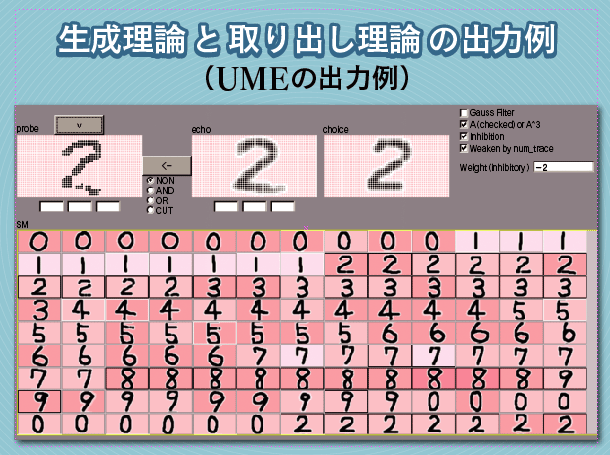 生成理論 と 取り出し理論 の出力例
（UMEの出力例）
probe
v
echo
choice
Gauss Filter
A(checked) or A^3
Inhibition
Weaken by num_trace
Weight(Inhibitory) -2
<-
NON
AND
OR
CUT
2 2 2
SM
0 0 0 0 0 0 0 0 0 0 1 1 1
1 1 1 1 1 1 1 2 2 2 2 2 2
2 2 2 2 3 3 3 3 3 3 3 3 3
3 4 4 4 4 4 4 4 4 4 4 5 5
5 5 5 5 5 5 5 5 6 6 6 6 6
6 6 6 6 6 7 7 7 7 7 7 7 7
7 7 8 8 8 8 8 8 8 8 8 8 9
9 9 9 9 9 9 9 9 9 0 0 0 0
0 0 0 0 0 0 2 2 2 2 2 2 2